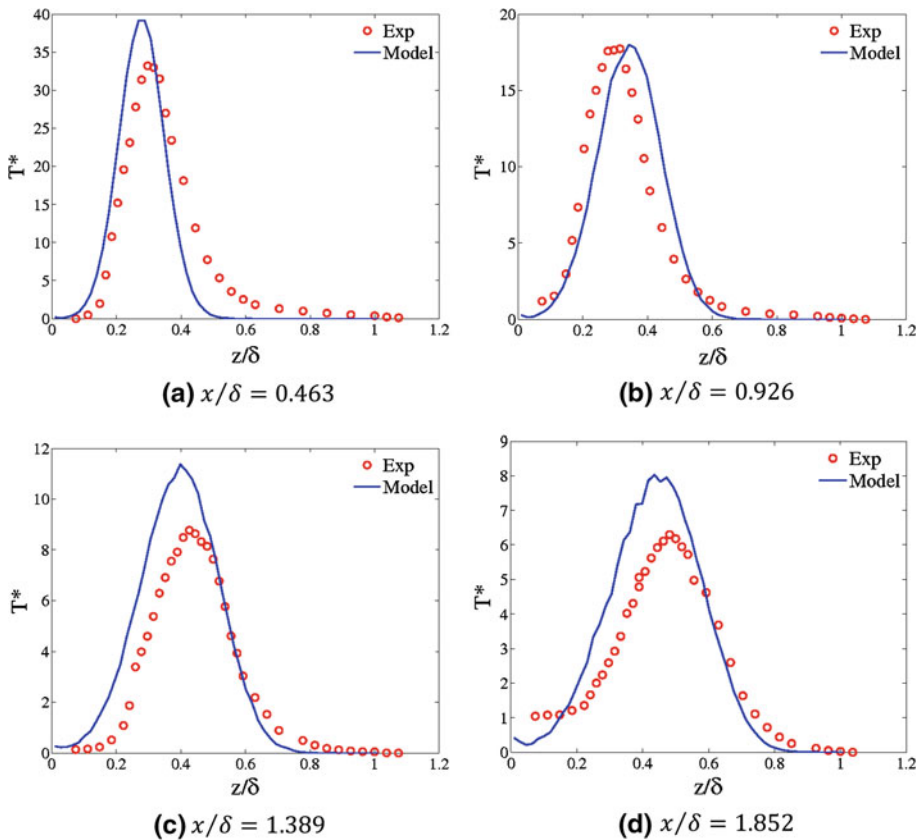 40
35
30
25
20
15
10
5
0
T*
0 0.2 0.4 0.6 0.8 1 1.2
z/δ
Exp
Model
(a) x/δ = 0.463
20
15
10
5
0
T*
0 0.2 0.4 0.6 0.8 1 1.2
z/δ
Exp
Model
(b) x/δ = 0.926
12
10
8
6
4
2
0
T*
0 0.2 0.4 0.6 0.8 1 1.2
z/δ
Exp
Model
(c) x/δ = 1.389
9
8
7
6
5
4
3
2
1
0
T*
0 0.2 0.4 0.6 0.8 1 1.2
z/δ
Exp
Model
(d) x/δ = 1.852